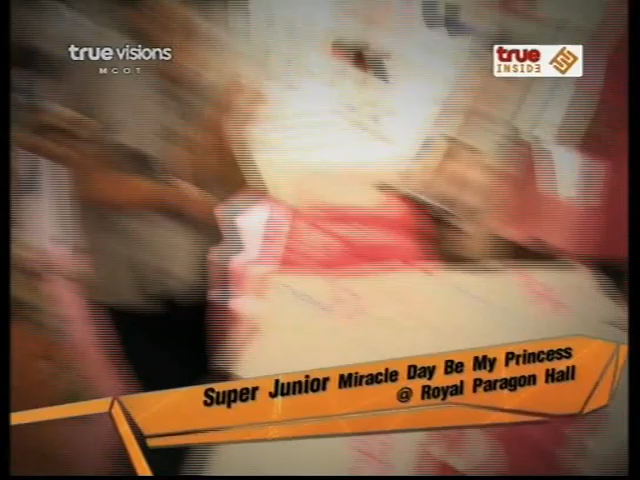 true visions
MCOT
true
INSIDE
Super Junior Miracle Day Be My Princess
@ Royal Paragon Hall